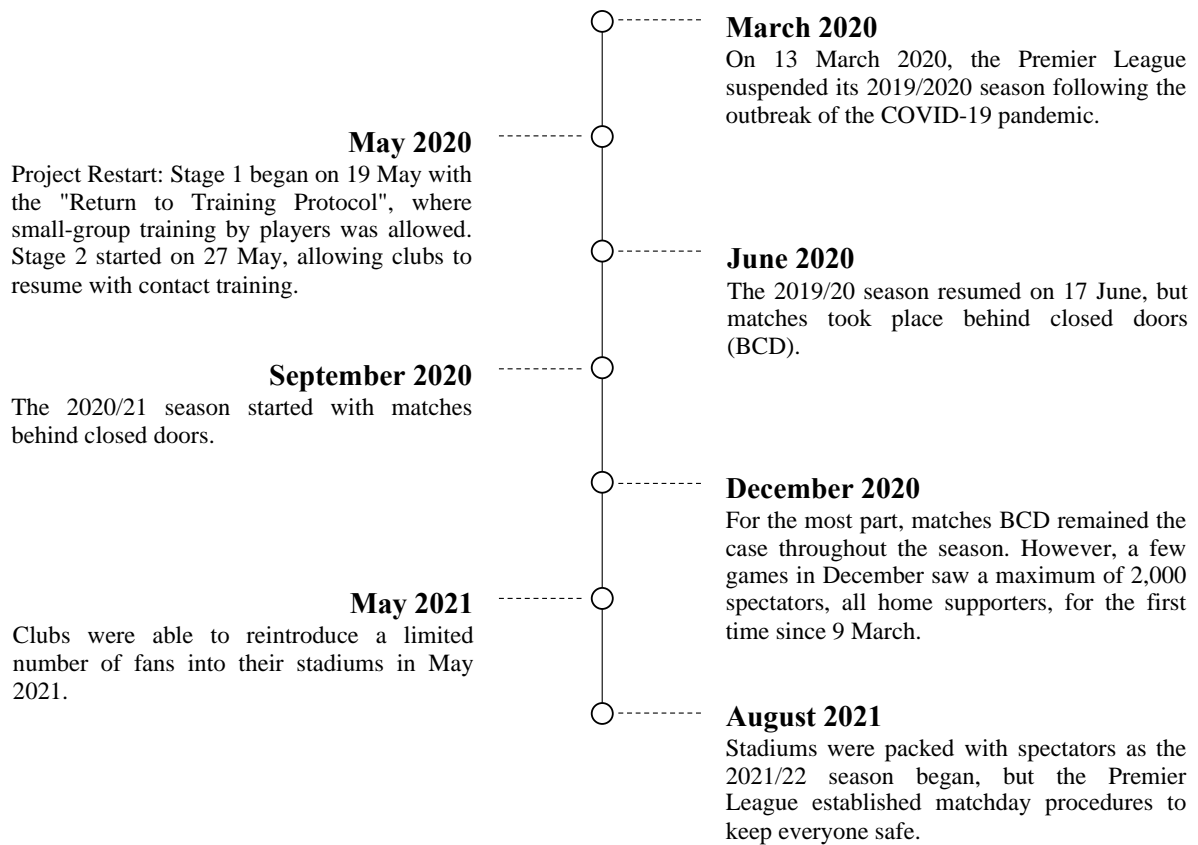 March 2020
On 13 March 2020, the Premier League
suspended its 2019/2020 season following the
outbreak of the COVID-19 pandemic.
May 2020
Project Restart: Stage 1 began on 19 May with
the "Return to Training Protocol", where
small-group training by players was allowed.
Stage 2 started on 27 May, allowing clubs to
resume with contact training.
June 2020
The 2019/20 season resumed on 17 June, but
matches took place behind closed doors
(BCD).
September 2020
The 2020/21 season started with matches
behind closed doors.
December 2020
For the most part, matches BCD remained the
case throughout the season. However, a few
games in December saw a maximum of 2,000
spectators, all home supporters, for the first
time since 9 March.
May 2021
Clubs were able to reintroduce a limited
number of fans into their stadiums in May
2021.
August 2021
Stadiums were packed with spectators as the
2021/22 season began, but the Premier
League established matchday procedures to
keep everyone safe.